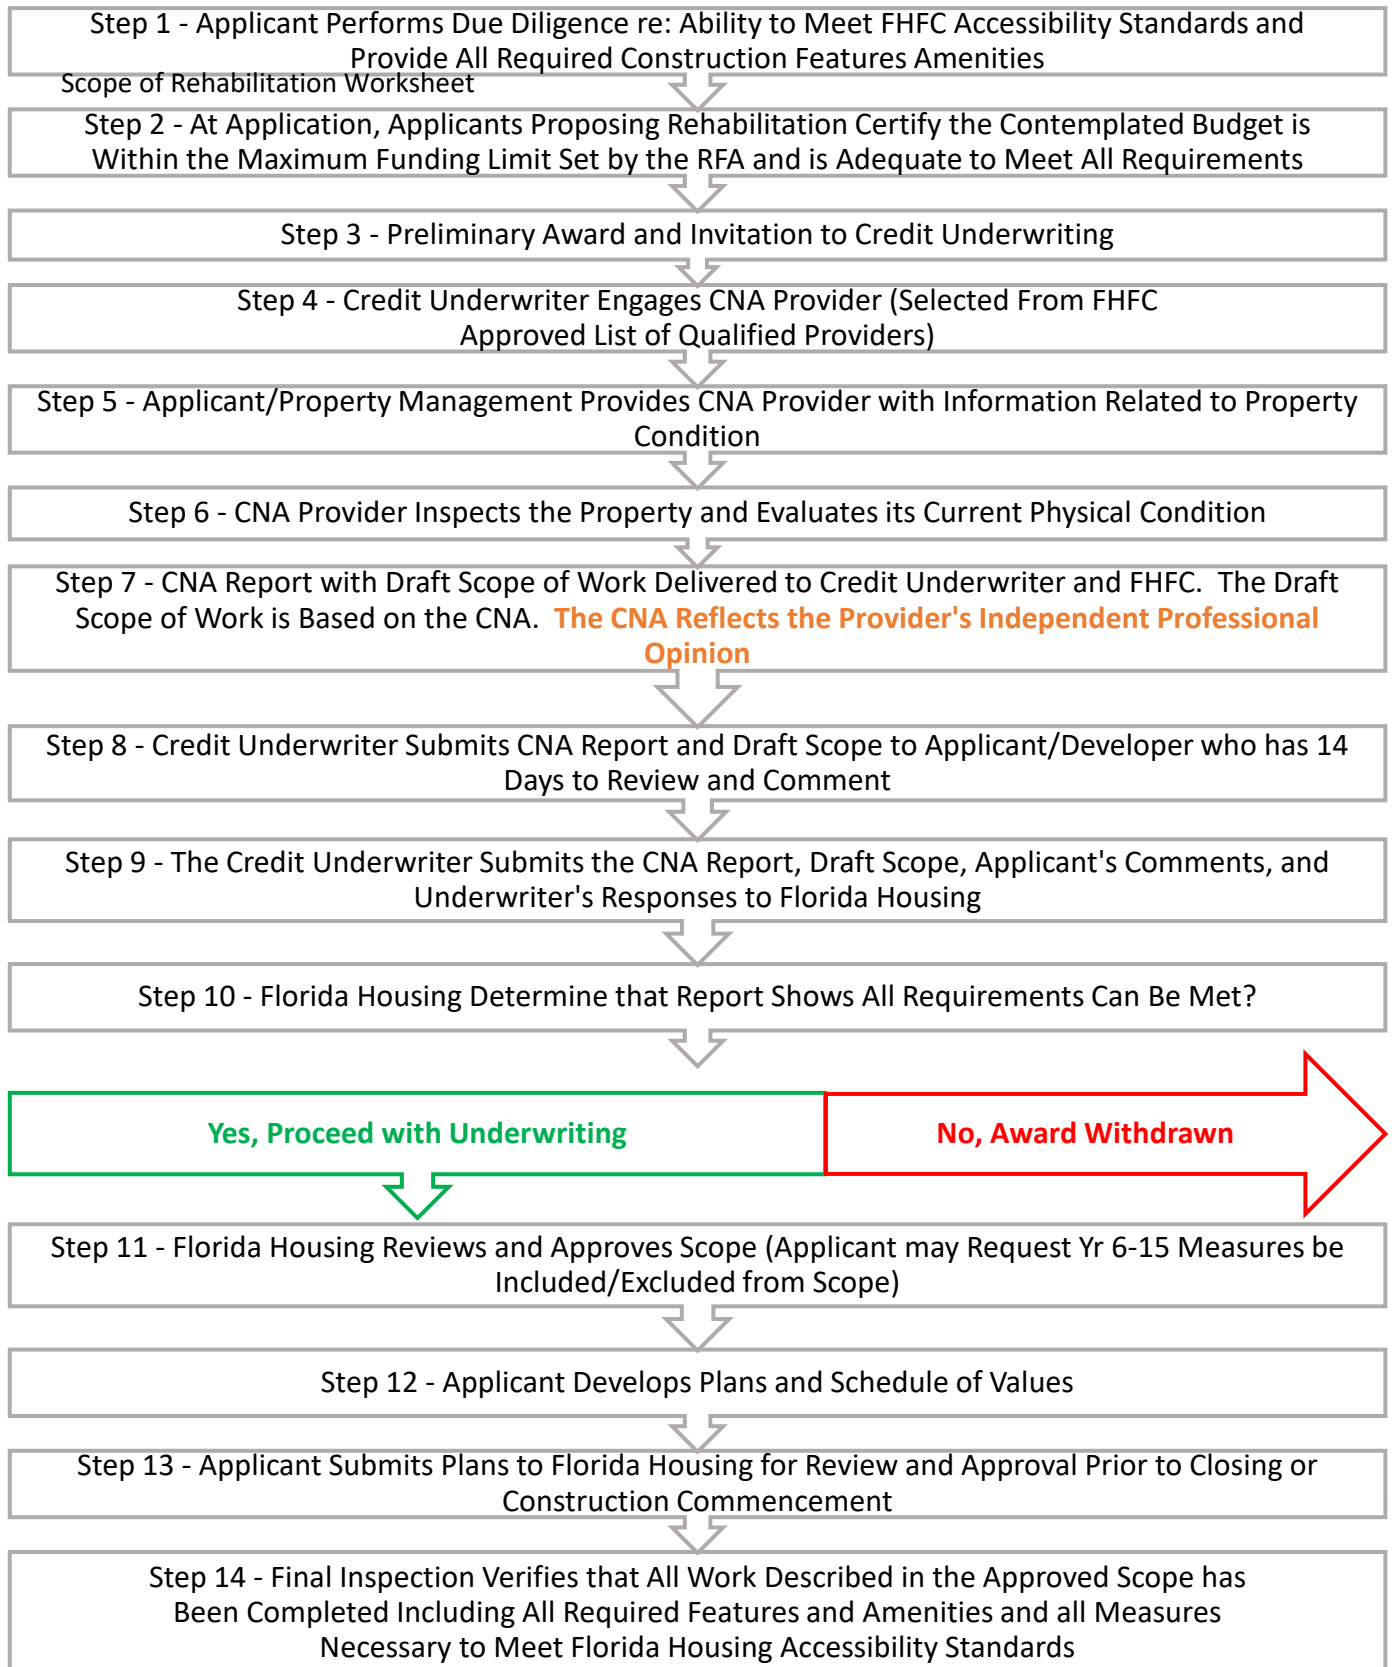 Step 1 - Applicant Performs Due Diligence re: Ability to Meet FHFC Accessibility Standards and
Provide All Required Construction Features Amenities
Scope of Rehabilitation Worksheet
Step 2 - At Application, Applicants Proposing Rehabilitation Certify the Contemplated Budget is
Within the Maximum Funding Limit Set by the RFA and is Adequate to Meet All Requirements
Step 3 - Preliminary Award and Invitation to Credit Underwriting
Step 4 - Credit Underwriter Engages CNA Provider (Selected From FHFC
Approved List of Qualified Providers)
Step 5 - Applicant/Property Management Provides CNA Provider with Information Related to Property
Condition
Step 6 - CNA Provider Inspects the Property and Evaluates its Current Physical Condition
Step 7 - CNA Report with Draft Scope of Work Delivered to Credit Underwriter and FHFC.  The Draft
Scope of Work is Based on the CNA.  The CNA Reflects the Provider's Independent Professional
Opinion
Step 8 - Credit Underwriter Submits CNA Report and Draft Scope to Applicant/Developer who has 14
Days to Review and Comment
Step 9 - The Credit Underwriter Submits the CNA Report, Draft Scope, Applicant's Comments, and
Underwriter's Responses to Florida Housing
Step 10 - Florida Housing Determine that Report Shows All Requirements Can Be Met?
Yes, Proceed with Underwriting
No, Award Withdrawn
Step 11 - Florida Housing Reviews and Approves Scope (Applicant may Request Yr 6-15 Measures be
Included/Excluded from Scope)
Step 12 - Applicant Develops Plans and Schedule of Values
Step 13 - Applicant Submits Plans to Florida Housing for Review and Approval Prior to Closing or
Construction Commencement
Step 14 - Final Inspection Verifies that All Work Described in the Approved Scope has
Been Completed Including All Required Features and Amenities and all Measures
Necessary to Meet Florida Housing Accessibility Standards